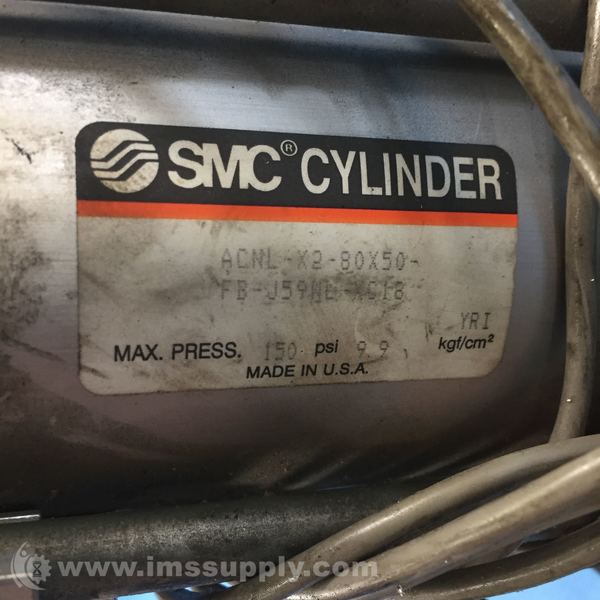 SMC® CYLINDER
ACNL-X2-80X50-
FB-J59WL-XC18
YRI
MAX. PRESS. 150 psi 9.9 kgf/cm²
MADE IN U.S.A.
www.imssupply.com